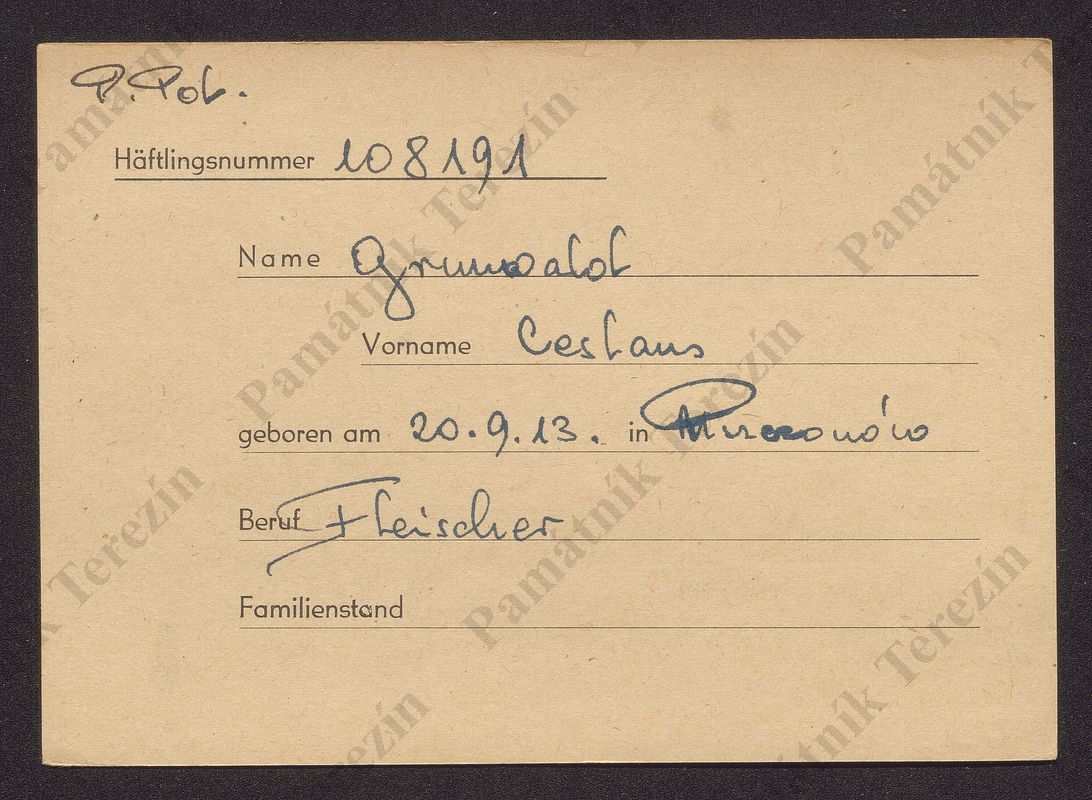 P. Pol.
Häftlingsnummer 108191
Name Grunwald
Vorname Ceslaus
geboren am 20.9.13. in
Beruf Fleischer
Familienstand
Památník Terezín